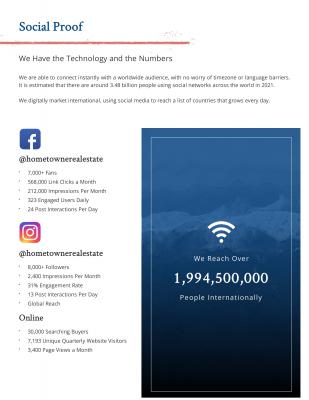 Social Proof
We Have the Technology and the Numbers
We are able to connect instantly with a worldwide audience, with no worry of timezone or language barriers.
It is estimated that there are around 3.48 billion people using social networks across the world in 2021.
We digitally market international, using social media to reach a list of countries that grows every day.
@hometownerealestate
7,000+ Fans
568,000 Link Clicks a Month
212,000 Impressions Per Month
323 Engaged Users Daily
24 Post Interactions Per Day
@hometownerealestate
8,000+ Followers
2,400 Impressions Per Month
31% Engagement Rate
13 Post Interactions Per Day
Global Reach
Online
30,000 Searching Buyers
7,193 Unique Quarterly Website Visitors
3,400 Page Views a Month
We Reach Over
1,994,500,000
People Internationally